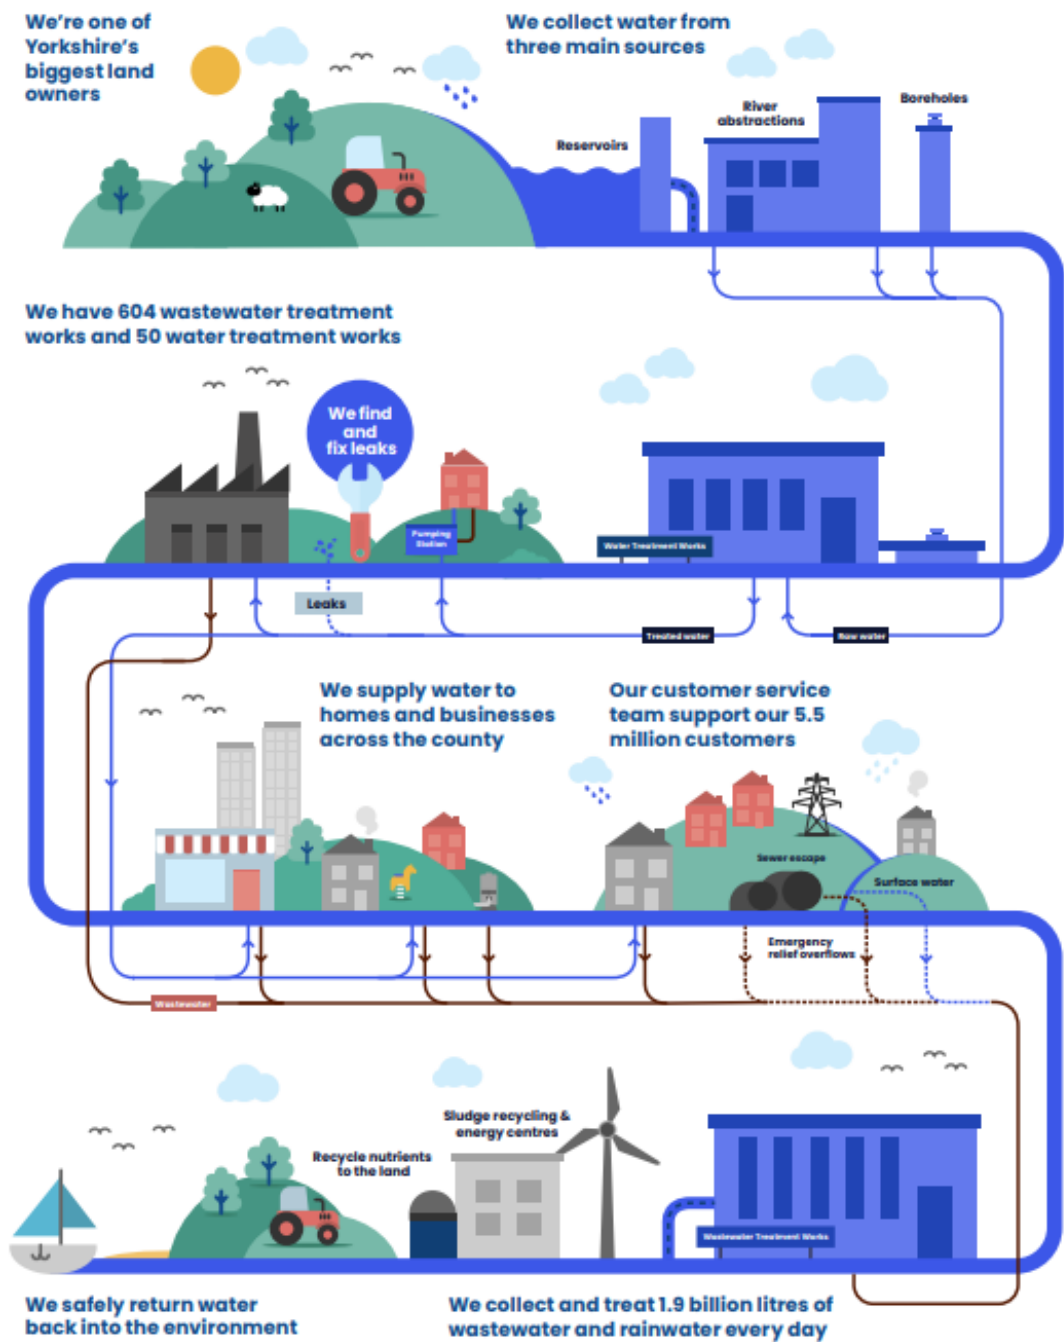 We're one of
Yorkshire's
biggest land
owners
We collect water from
three main sources
Reservoirs
River
abstractions
Boreholes
We have 604 wastewater treatment
works and 50 water treatment works
We find
and
fix leaks
Pumping
Station
Water Treatment Works
Leaks
Treated water
Raw water
We supply water to
homes and businesses
across the county
Our customer service
team support our 5.5
million customers
Sewer escape
Surface water
Emergency
relief overflows
Wastewater
Sludge recycling &
energy centres
Recycle nutrients
to the land
Wastewater Treatment Works
We safely return water
back into the environment
We collect and treat 1.9 billion litres of
wastewater and rainwater every day